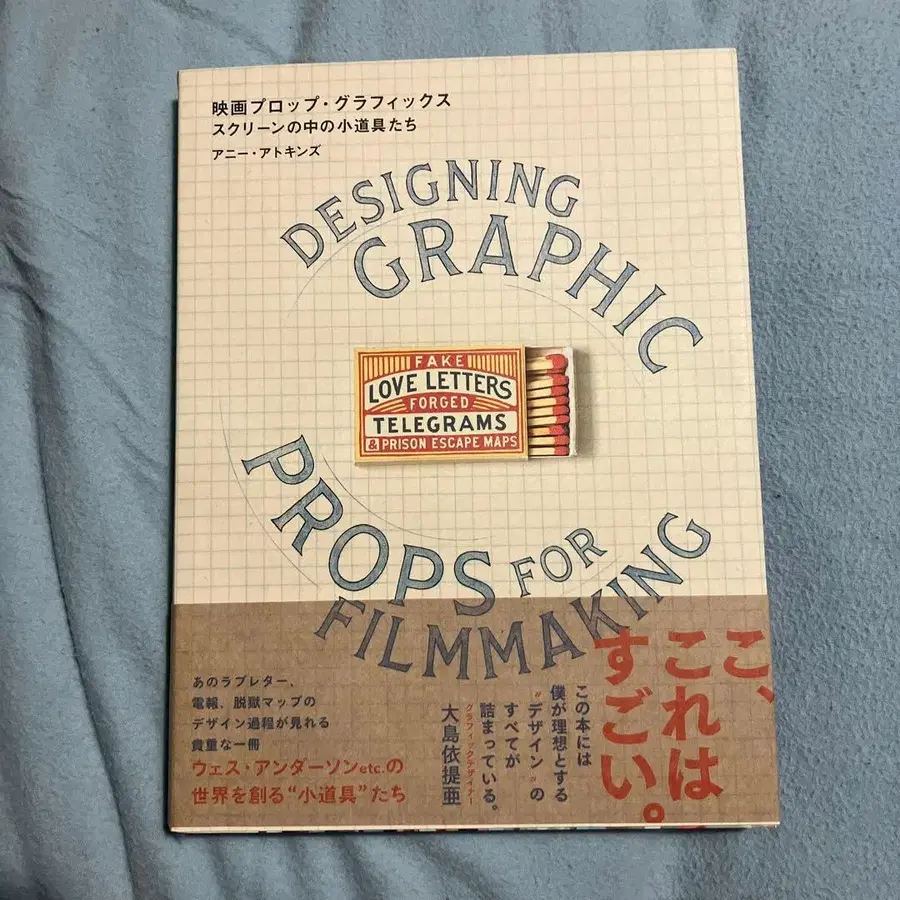 映画プロップ・グラフィックス
スクリーンの中の小道具たち
アニー・アトキンズ
DESIGNING
GRAPHIC
FAKE
LOVE LETTERS
FORGED
TELEGRAMS
& PRISON ESCAPE MAPS
PROPS FOR
FILMMAKING
こ、
これは
すごい。
この本には
僕が理想とする
“デザイン”の
すべてが
詰まっている。
グラフィックデザイナー
大島依提亜
あのラブレター、
電報、脱獄マップの
デザイン過程が見れる
貴重な一冊
ウェス・アンダーソンetc.の
世界を創る“小道具”たち